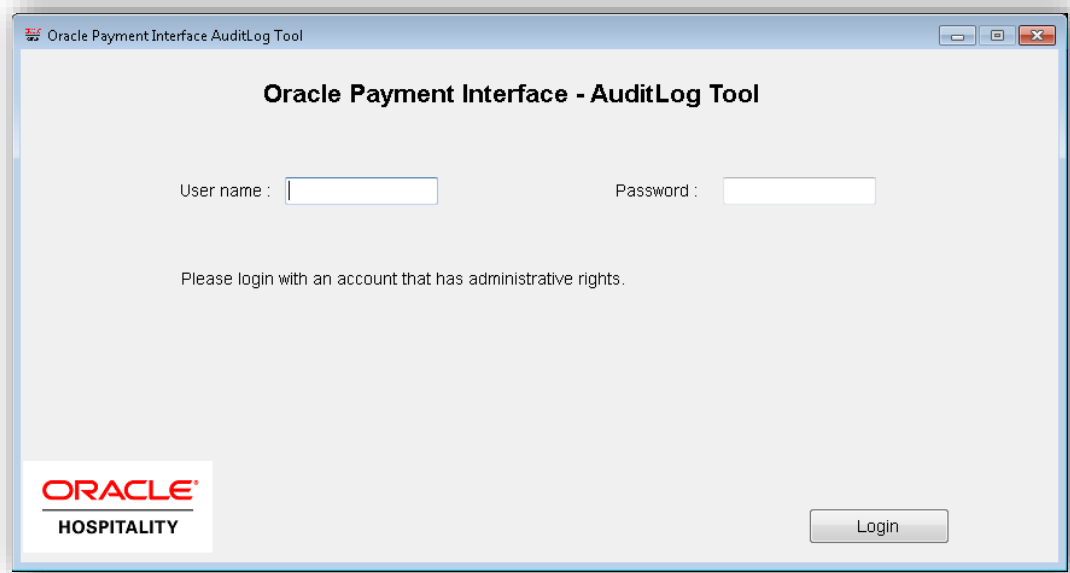 Oracle Payment Interface AuditLog Tool
Oracle Payment Interface - AuditLog Tool
User name :
Password :
Please login with an account that has administrative rights.
ORACLE®
HOSPITALITY
Login